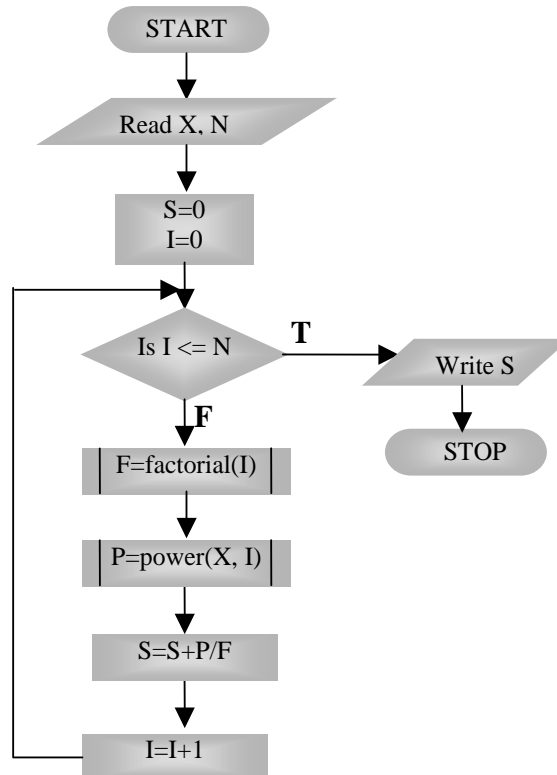 START
Read X, N
S=0
I=0
Is I <= N
T
Write S
STOP
F
F=factorial(I)
P=power(X, I)
S=S+P/F
I=I+1